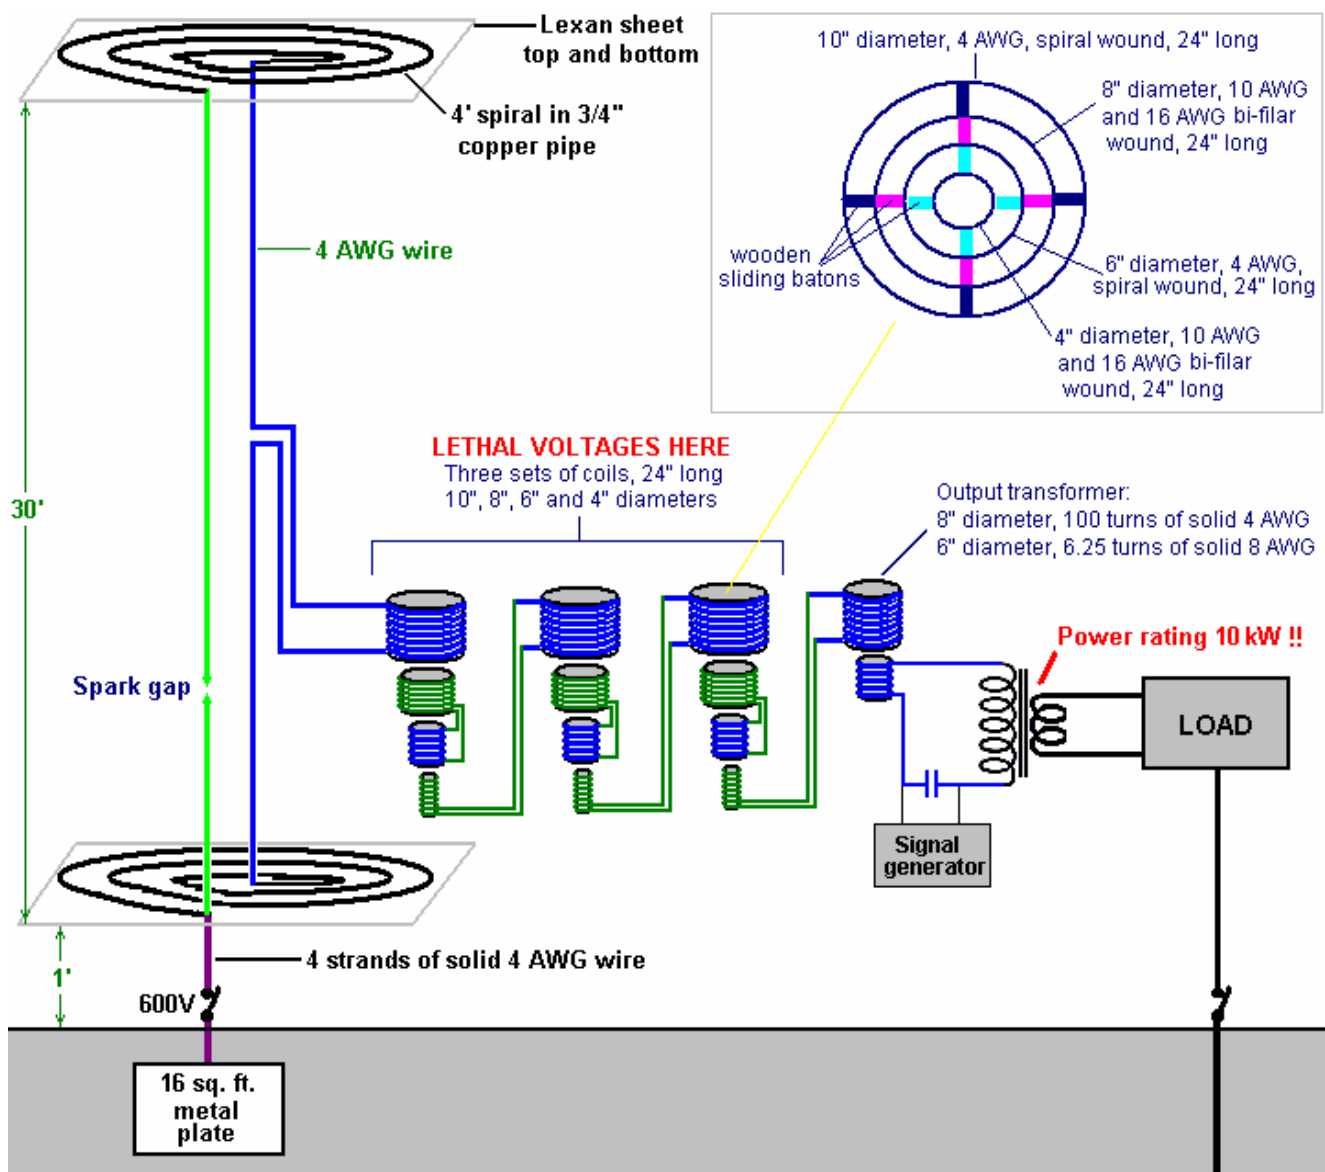 Lexan sheet
top and bottom
4' spiral in 3/4"
copper pipe
4 AWG wire
10" diameter, 4 AWG, spiral wound, 24" long
8" diameter, 10 AWG
and 16 AWG bi-filar
wound, 24" long
wooden
sliding batons
6" diameter, 4 AWG,
spiral wound, 24" long
4" diameter, 10 AWG
and 16 AWG bi-filar
wound, 24" long
LETHAL VOLTAGES HERE
Three sets of coils, 24" long
10", 8", 6" and 4" diameters
Output transformer:
8" diameter, 100 turns of solid 4 AWG
6" diameter, 6.25 turns of solid 8 AWG
30'
Power rating 10 kW !!
Spark gap
LOAD
Signal
generator
4 strands of solid 4 AWG wire
1'
600V
16 sq. ft.
metal
plate